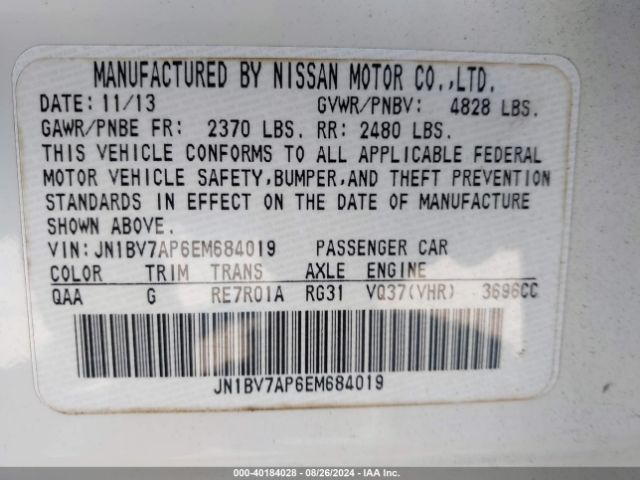 MANUFACTURED BY NISSAN MOTOR CO.,LTD.
DATE: 11/13 GVWR/PNBV: 4828 LBS.
GAWR/PNBE FR: 2370 LBS. RR: 2480 LBS.
THIS VEHICLE CONFORMS TO ALL APPLICABLE FEDERAL
MOTOR VEHICLE SAFETY,BUMPER,AND THEFT PREVENTION
STANDARDS IN EFFECT ON THE DATE OF MANUFACTURE
SHOWN ABOVE.
VIN:JN1BV7AP6EM684019 PASSENGER CAR
COLOR TRIM TRANS AXLE ENGINE
QAA G RE7R01A RG31 VQ37(VHR) 3696CC
JN1BV7AP6EM684019
000-40184028 - 08/26/2024 - IAA Inc.